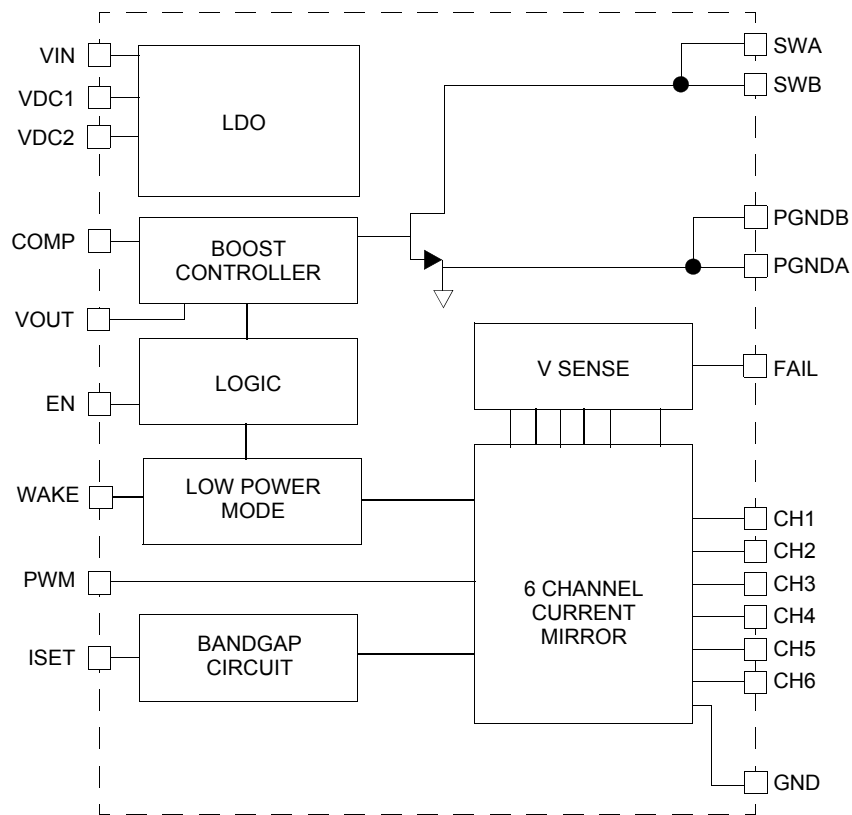 VIN
VDC1
VDC2
LDO
SWA
SWB
COMP
BOOST
CONTROLLER
VOUT
PGNDB
PGNDA
LOGIC
EN
V SENSE
FAIL
WAKE
LOW POWER
MODE
PWM
ISET
BANDGAP
CIRCUIT
6 CHANNEL
CURRENT
MIRROR
CH1
CH2
CH3
CH4
CH5
CH6
GND